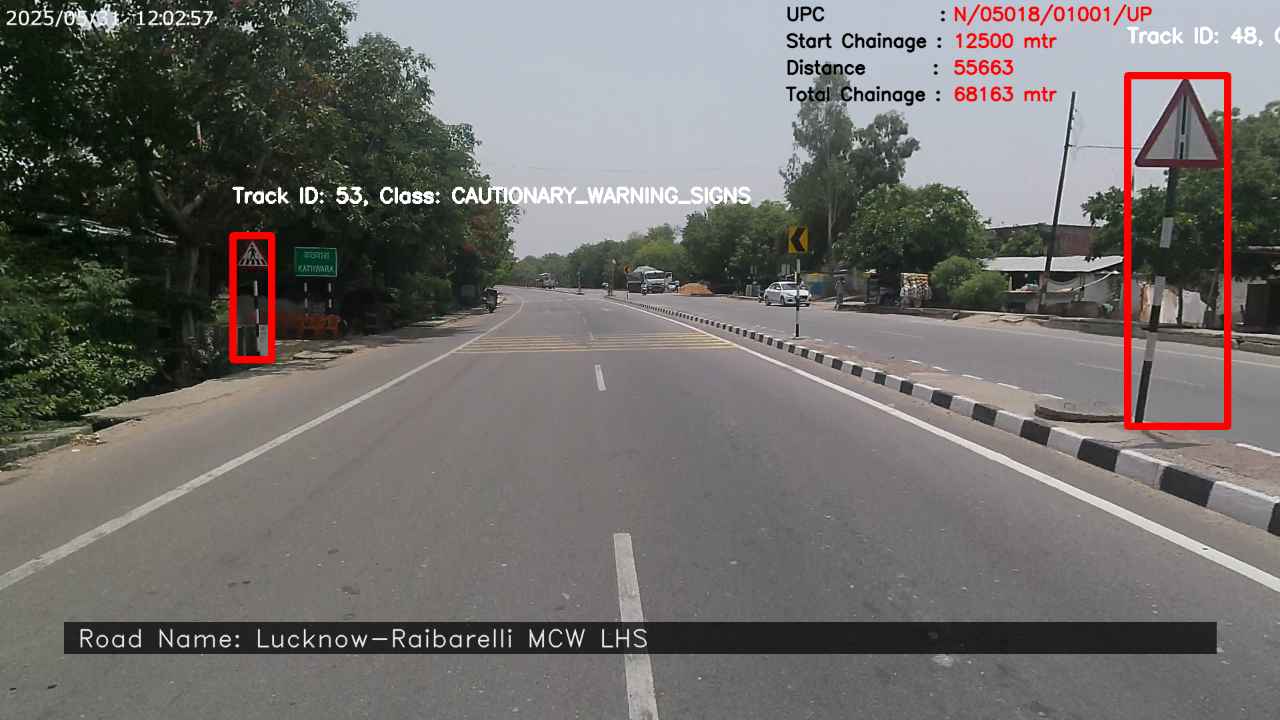 2025/05/31 12:02:57
UPC : N/05018/01001/UP
Start Chainage : 12500 mtr
Distance : 55663
Total Chainage : 68163 mtr
Track ID: 48,
Track ID: 53, Class: CAUTIONARY_WARNING_SIGNS
KATHWARA
Road Name: Lucknow-Raibarelli MCW LHS